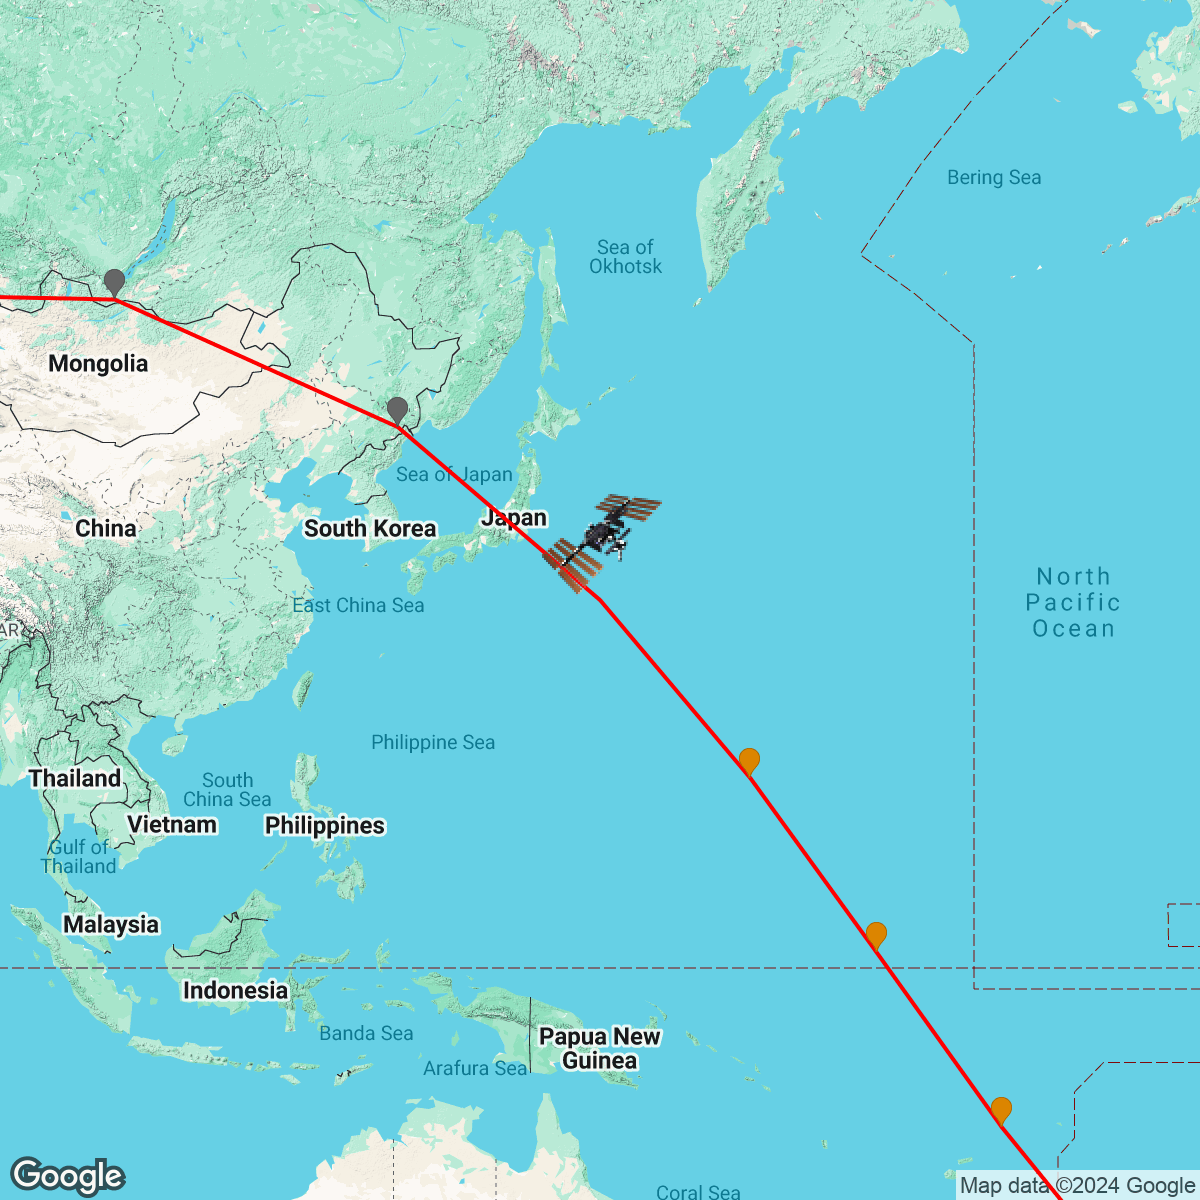 Bering Sea
Sea of
Okhotsk
Mongolia
Sea of Japan
Japan
China
South Korea
North
Pacific
Ocean
East China Sea
AR
Philippine Sea
Thailand
South
China Sea
Vietnam
Philippines
Gulf of
Thailand
Malaysia
Indonesia
Banda Sea
Papua New
Guinea
Arafura Sea
Google
Coral Sea
Map data ©2024 Google